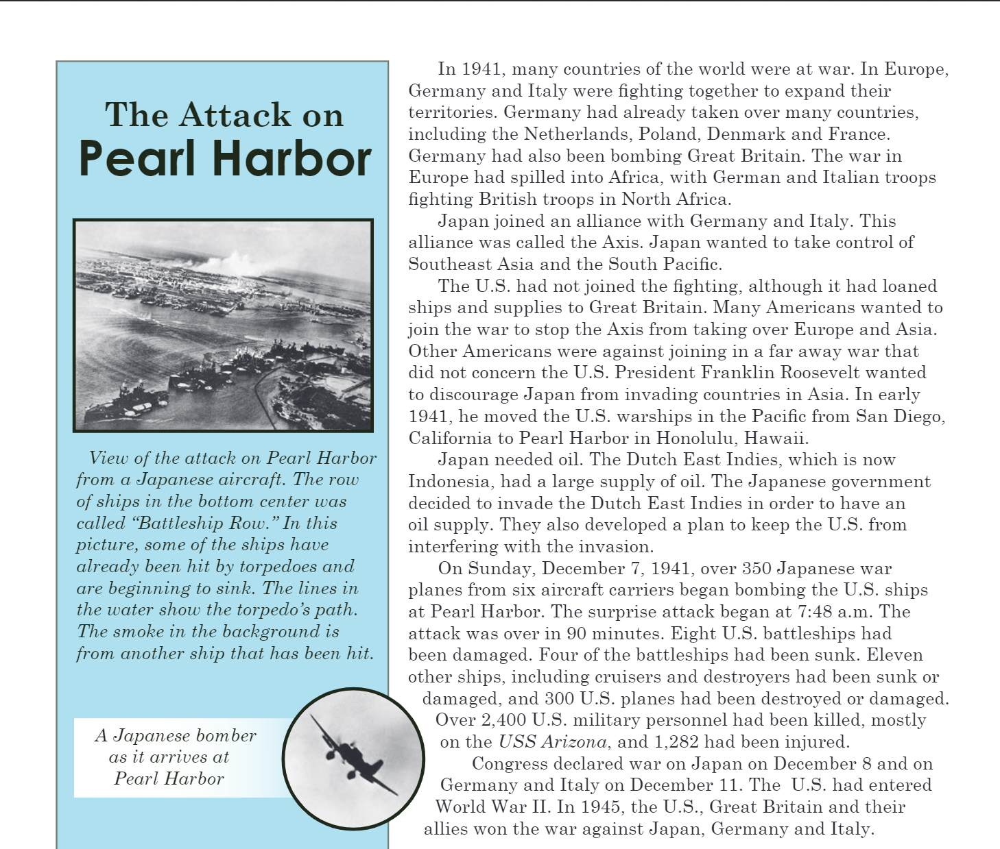 The Attack on
Pearl Harbor
View of the attack on Pearl Harbor
from a Japanese aircraft. The row
of ships in the bottom center was
called “Battleship Row.” In this
picture, some of the ships have
already been hit by torpedoes and
are beginning to sink. The lines in
the water show the torpedo’s path.
The smoke in the background is
from another ship that has been hit.
A Japanese bomber
as it arrives at
Pearl Harbor
In 1941, many countries of the world were at war. In Europe,
Germany and Italy were fighting together to expand their
territories. Germany had already taken over many countries,
including the Netherlands, Poland, Denmark and France.
Germany had also been bombing Great Britain. The war in
Europe had spilled into Africa, with German and Italian troops
fighting British troops in North Africa.
Japan joined an alliance with Germany and Italy. This
alliance was called the Axis. Japan wanted to take control of
Southeast Asia and the South Pacific.
The U.S. had not joined the fighting, although it had loaned
ships and supplies to Great Britain. Many Americans wanted to
join the war to stop the Axis from taking over Europe and Asia.
Other Americans were against joining in a far away war that
did not concern the U.S. President Franklin Roosevelt wanted
to discourage Japan from invading countries in Asia. In early
1941, he moved the U.S. warships in the Pacific from San Diego,
California to Pearl Harbor in Honolulu, Hawaii.
Japan needed oil. The Dutch East Indies, which is now
Indonesia, had a large supply of oil. The Japanese government
decided to invade the Dutch East Indies in order to have an
oil supply. They also developed a plan to keep the U.S. from
interfering with the invasion.
On Sunday, December 7, 1941, over 350 Japanese war
planes from six aircraft carriers began bombing the U.S. ships
at Pearl Harbor. The surprise attack began at 7:48 a.m. The
attack was over in 90 minutes. Eight U.S. battleships had
been damaged. Four of the battleships had been sunk. Eleven
other ships, including cruisers and destroyers had been sunk or
damaged, and 300 U.S. planes had been destroyed or damaged.
Over 2,400 U.S. military personnel had been killed, mostly
on the USS Arizona, and 1,282 had been injured.
Congress declared war on Japan on December 8 and on
Germany and Italy on December 11. The  U.S. had entered
World War II. In 1945, the U.S., Great Britain and their
allies won the war against Japan, Germany and Italy.